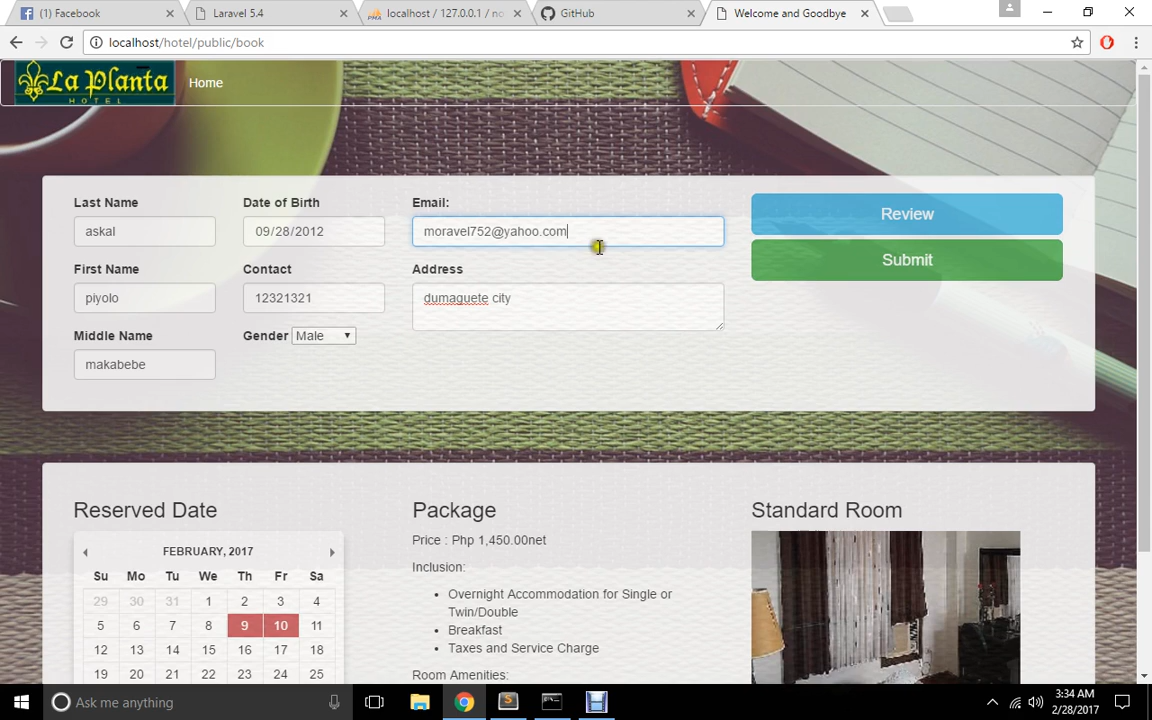 Facebook
Laravel 5.4
localhost / 127.0.0.1 / no
GitHub
Welcome and Goodbye
localhost/hotel/public/book
La Planta
HOTEL
Home
Last Name
Date of Birth
Email:
Review
askal
09/28/2012
moravel752@yahoo.com
Submit
First Name
Contact
Address
piyolo
12321321
dumaguete city
Middle Name
Gender Male
makabebe
Reserved Date
Package
Standard Room
FEBRUARY, 2017
Price : Php 1,450.00net
Inclusion:
Su Mo Tu We Th Fr Sa
29 30 31 1 2 3 4
5 6 7 8 9 10 11
12 13 14 15 16 17 18
19 20 21 22 23 24 25
Overnight Accommodation for Single or
Twin/Double
Breakfast
Taxes and Service Charge
Room Amenities:
Ask me anything
3:34 AM
2/28/2017